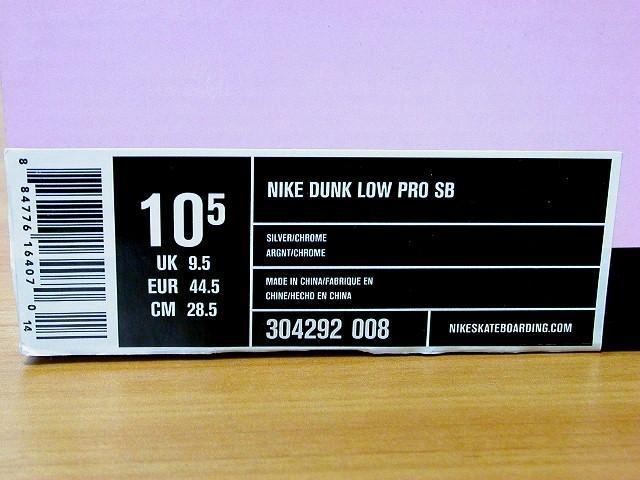 8 84776 16407 0 14
10 5
UK 9.5
EUR 44.5
CM 28.5
NIKE DUNK LOW PRO SB
SILVER/CHROME
ARGNT/CHROME
MADE IN CHINA/FABRIQUE EN
CHINE/HECHO EN CHINA
304292 008
NIKESKATEBOARDING.COM